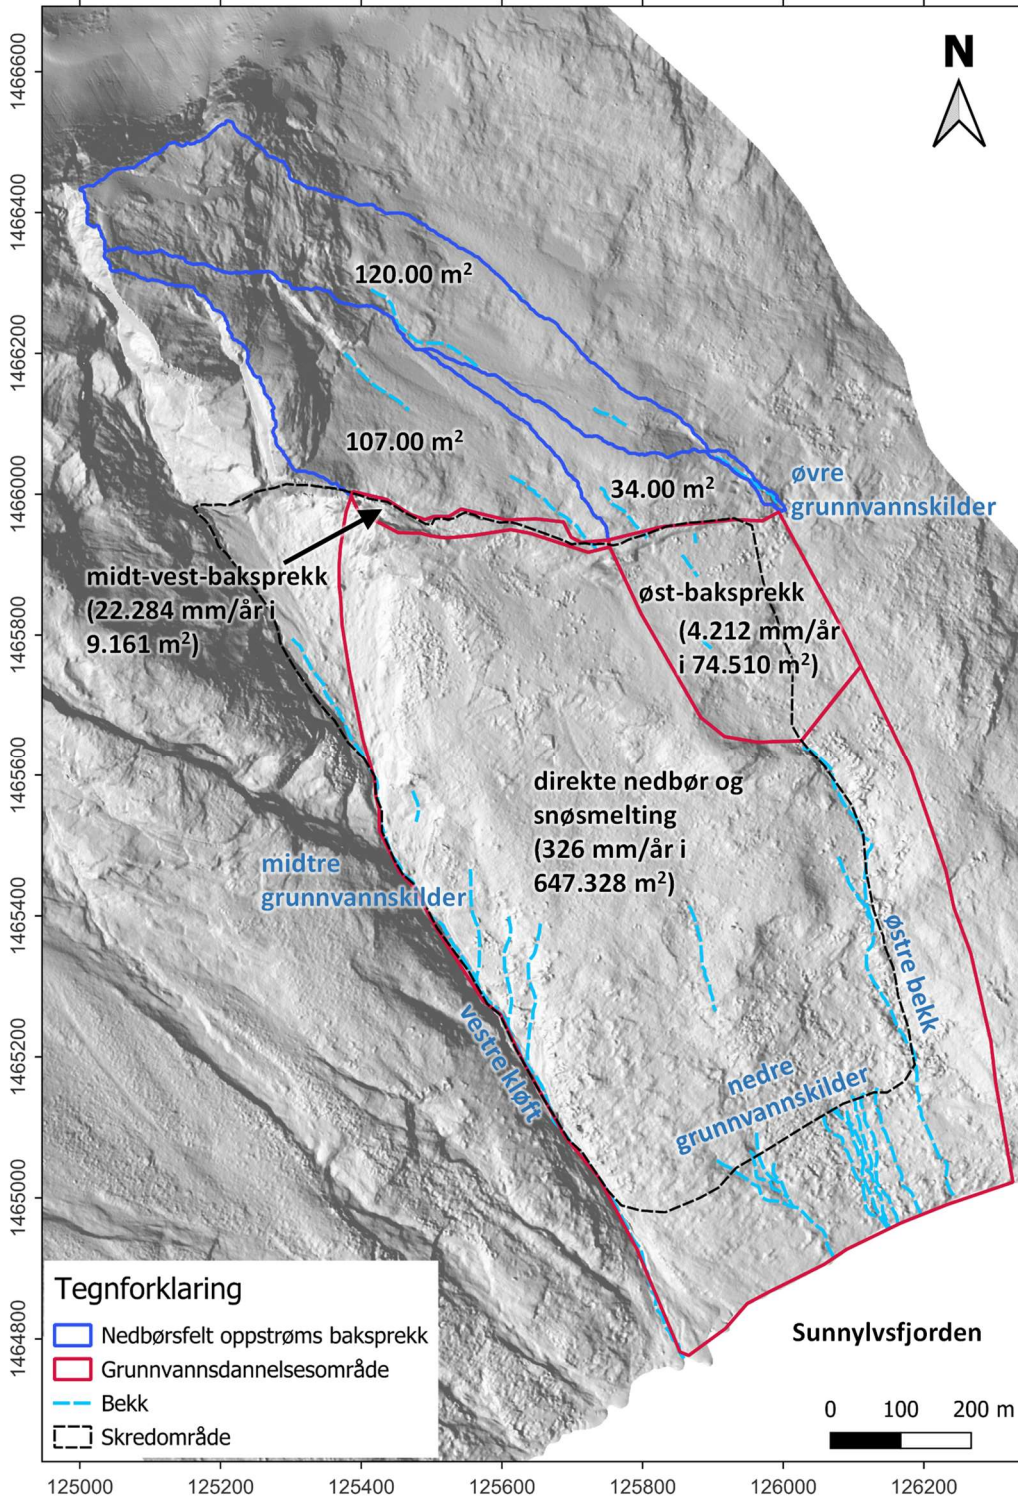 N
120.00 m²
107.00 m²
34.00 m²
øvre
grunnvannskilder
midt-vest-baksprekk
(22.284 mm/år i
9.161 m²)
øst-baksprekk
(4.212 mm/år
i 74.510 m²)
direkte nedbør og
snøsmelting
(326 mm/år i
647.328 m²)
midtre
grunnvannskilder
østre bekk
vestre kløft
nedre
grunnvannskilder
Sunnylvsfjorden
Tegnforklaring
Nedbørsfelt oppstrøms baksprekk
Grunnvannsdannelsesområde
Bekk
Skredområde
0 100 200 m
1466600
1466400
1466200
1466000
1465800
1465600
1465400
1465200
1465000
1464800
125000 125200 125400 125600 125800 126000 126200